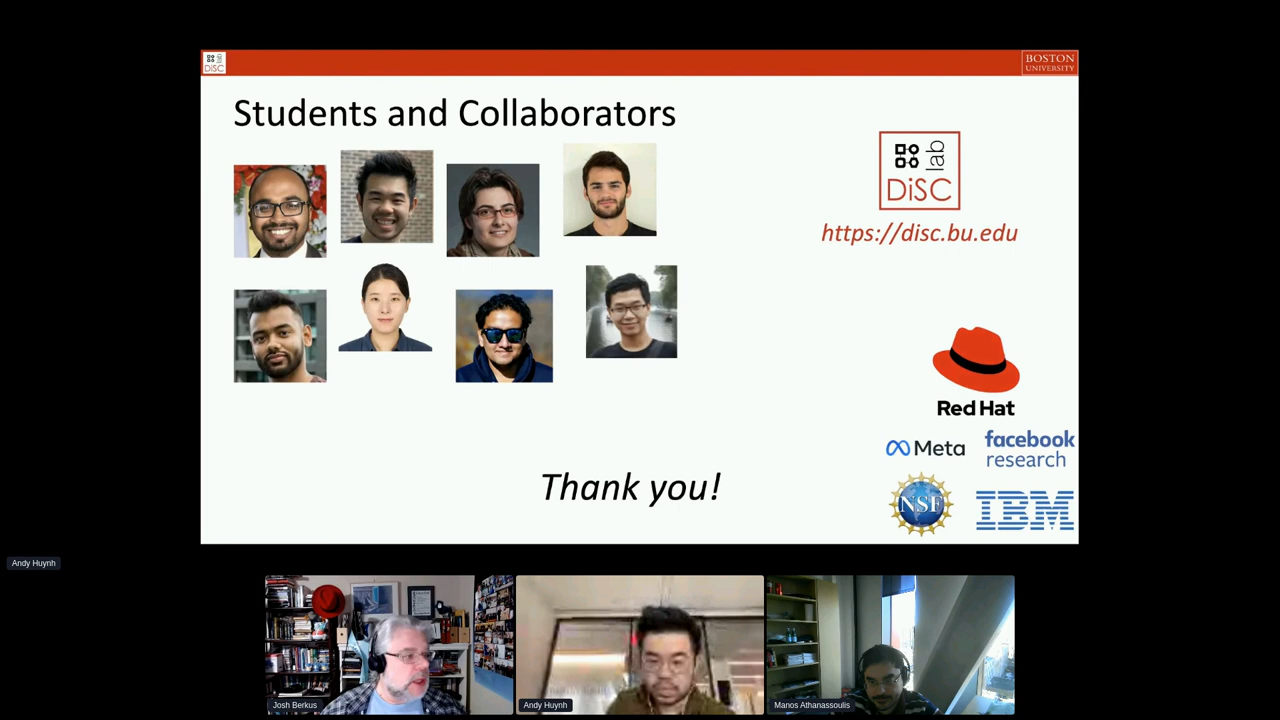 DiSC
BOSTON
UNIVERSITY
Students and Collaborators
lab
DiSC
https://disc.bu.edu
Red Hat
Meta
facebook
research
Thank you!
NSF
IBM
Andy Huynh
Josh Berkus
Andy Huynh
Manos Athanassoulis